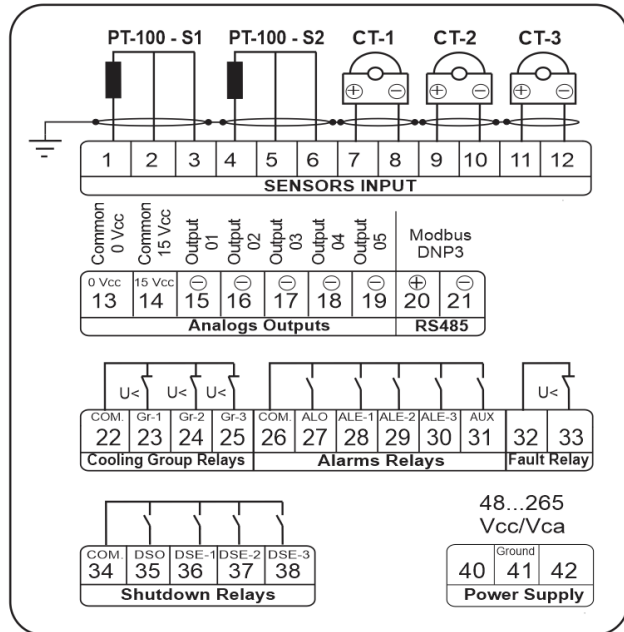 PT-100 - S1 PT-100 - S2 CT-1 CT-2 CT-3
+ − + − + −
1 2 3 4 5 6 7 8 9 10 11 12
SENSORS INPUT
Common 0 Vcc
Common 15 Vcc
Output 01
Output 02
Output 03
Output 04
Output 05
Modbus
DNP3
0 Vcc 15 Vcc − − − − − + −
13 14 15 16 17 18 19 20 21
Analogs Outputs RS485
U< U< U< U<
COM. Gr-1 Gr-2 Gr-3 COM. ALO ALE-1 ALE-2 ALE-3 AUX
22 23 24 25 26 27 28 29 30 31 32 33
Cooling Group Relays Alarms Relays Fault Relay
COM. DSO DSE-1 DSE-2 DSE-3
34 35 36 37 38
Shutdown Relays
48...265
Vcc/Vca
Ground
40 41 42
Power Supply